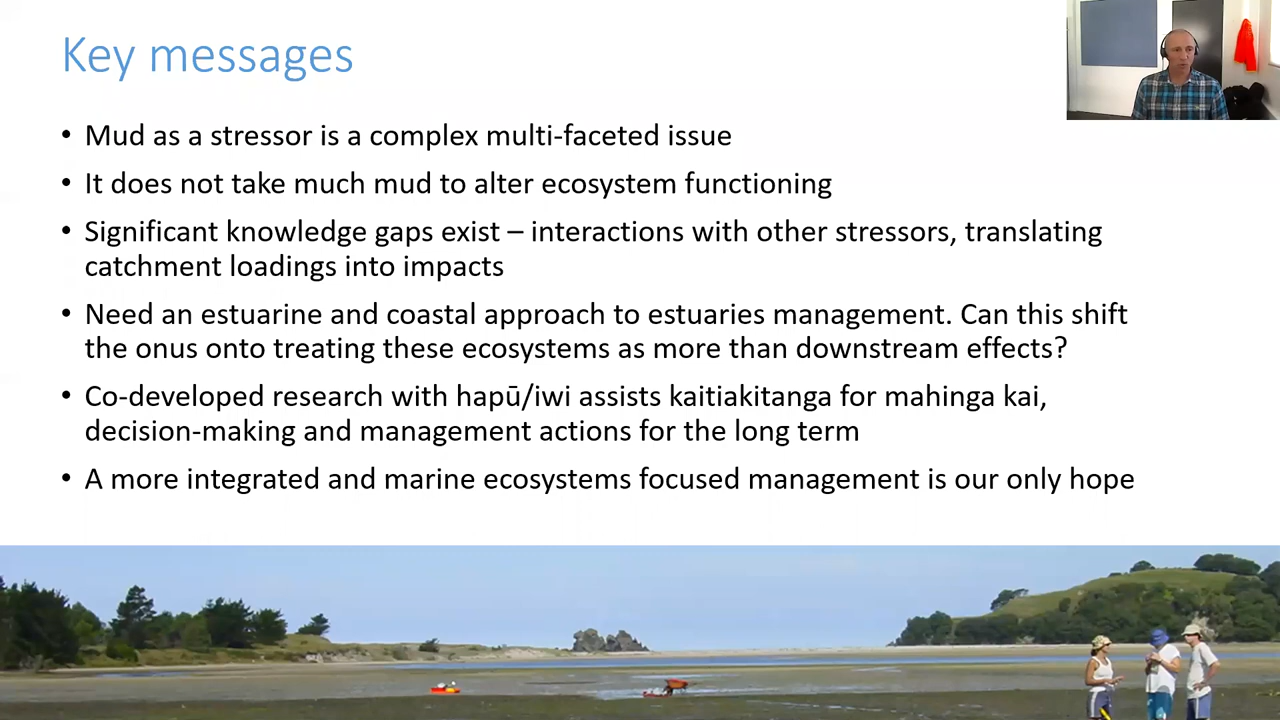 Key messages
• Mud as a stressor is a complex multi-faceted issue
• It does not take much mud to alter ecosystem functioning
• Significant knowledge gaps exist – interactions with other stressors, translating
catchment loadings into impacts
• Need an estuarine and coastal approach to estuaries management. Can this shift
the onus onto treating these ecosystems as more than downstream effects?
• Co-developed research with hapū/iwi assists kaitiakitanga for mahinga kai,
decision-making and management actions for the long term
• A more integrated and marine ecosystems focused management is our only hope